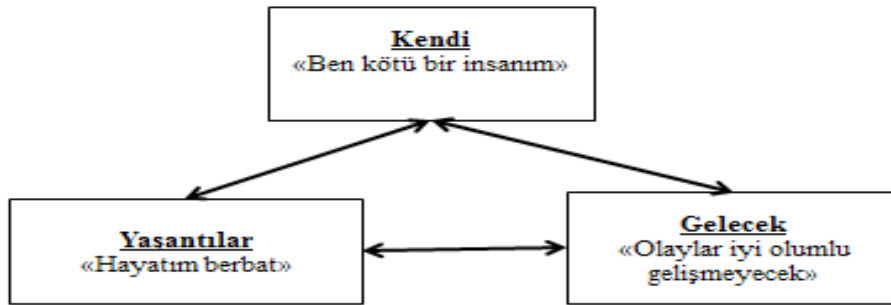 Kendi
«Ben kötü bir insanım»
Yaşantılar
«Hayatım berbat»
Gelecek
«Olaylar iyi olumlu
gelişmeyecek»